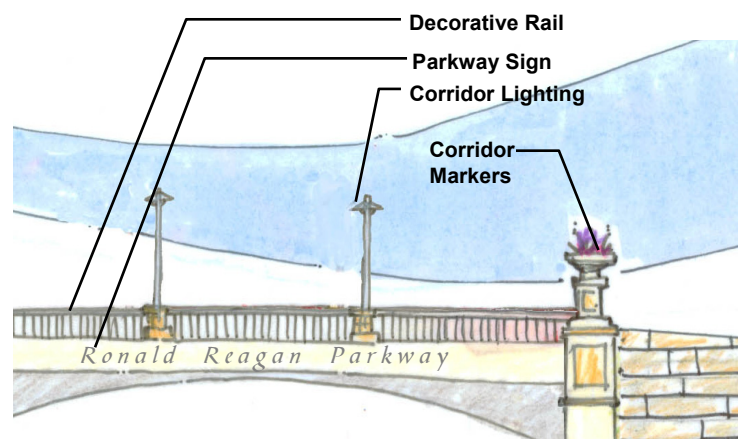 Decorative Rail
Parkway Sign
Corridor Lighting
Corridor
Markers
Ronald Reagan Parkway